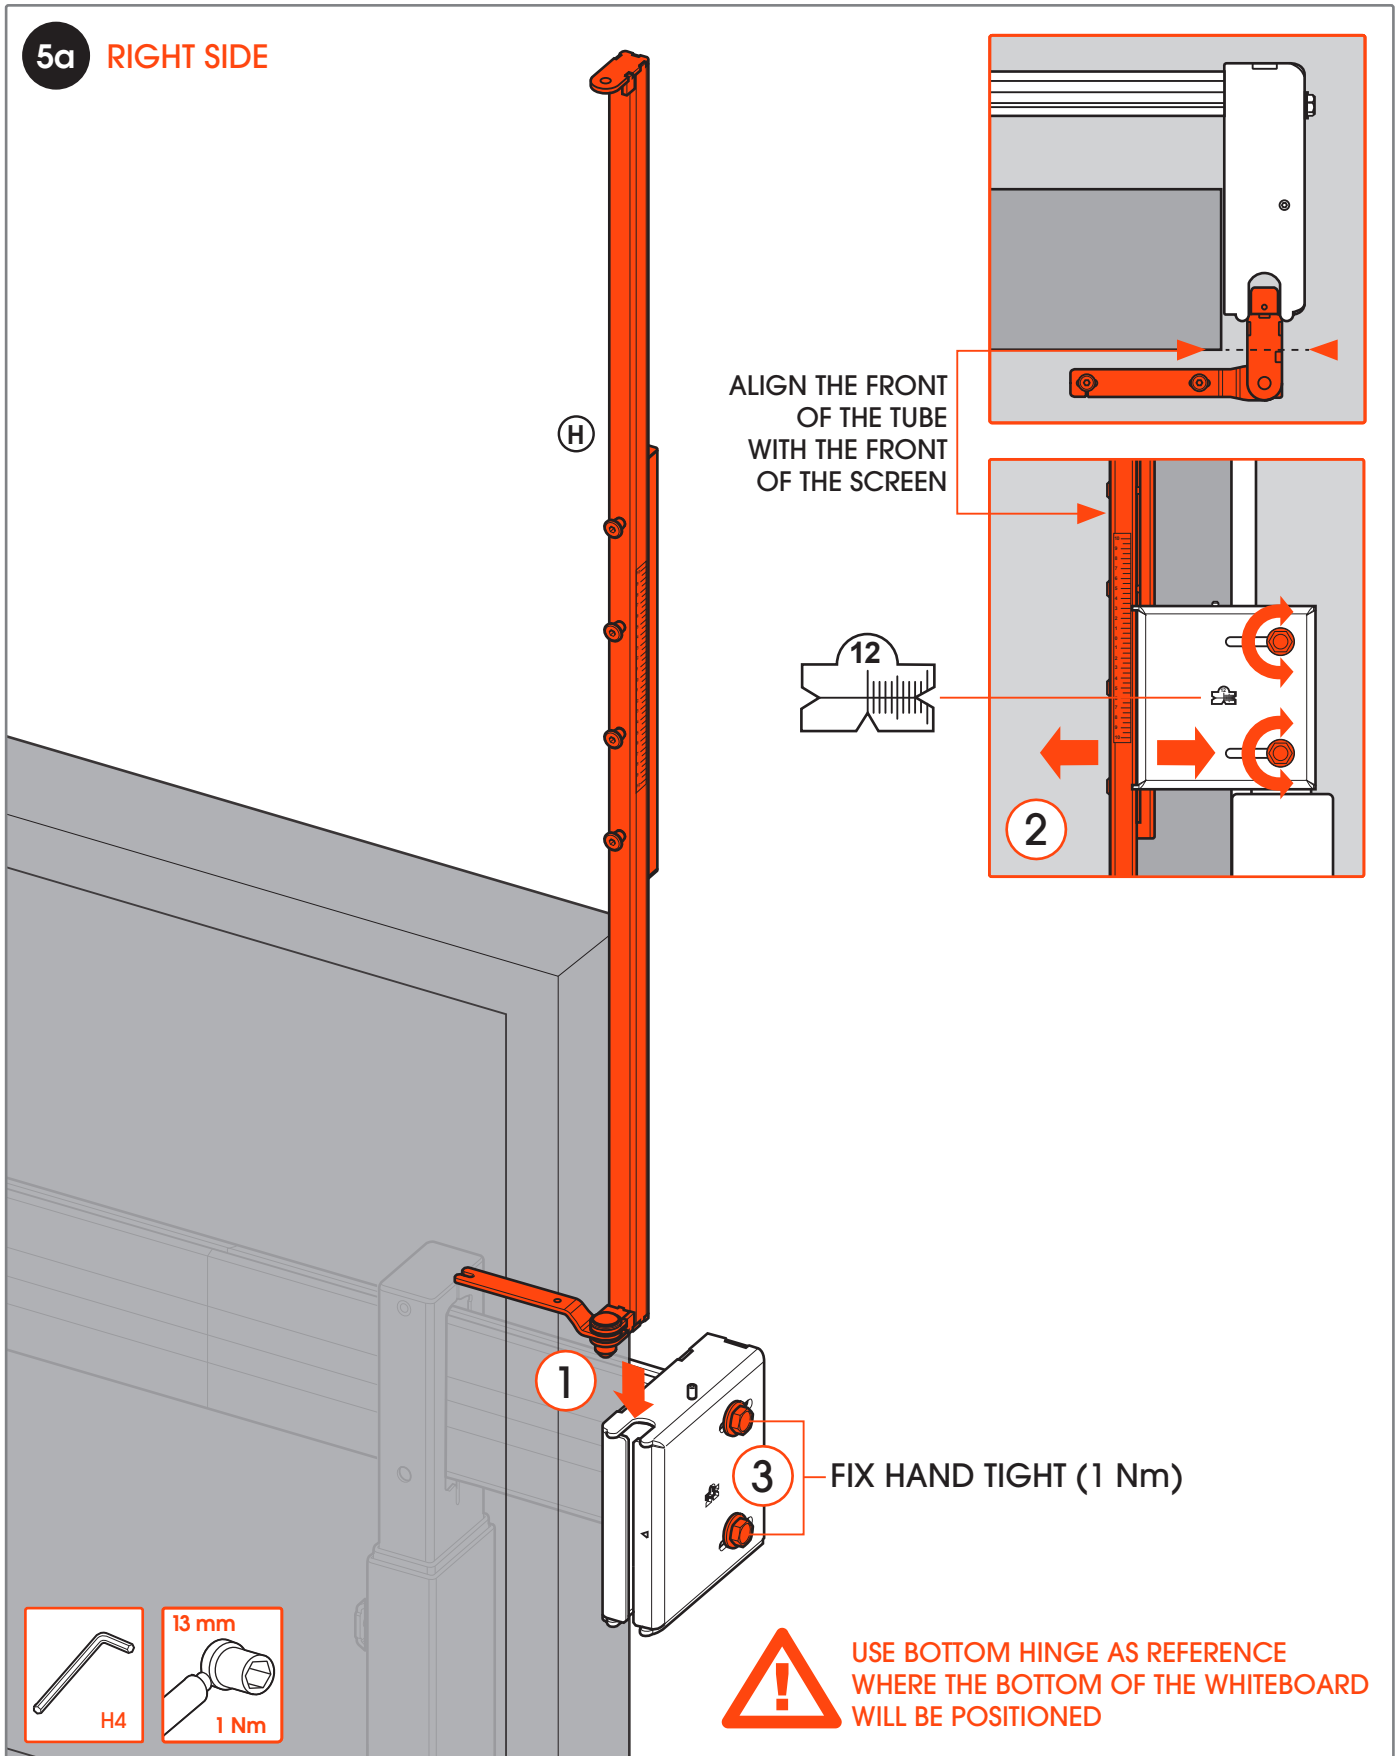 5a RIGHT SIDE
H
ALIGN THE FRONT
OF THE TUBE
WITH THE FRONT
OF THE SCREEN
12
2
1
3
FIX HAND TIGHT (1 Nm)
H4
13 mm
1 Nm
!
USE BOTTOM HINGE AS REFERENCE
WHERE THE BOTTOM OF THE WHITEBOARD
WILL BE POSITIONED